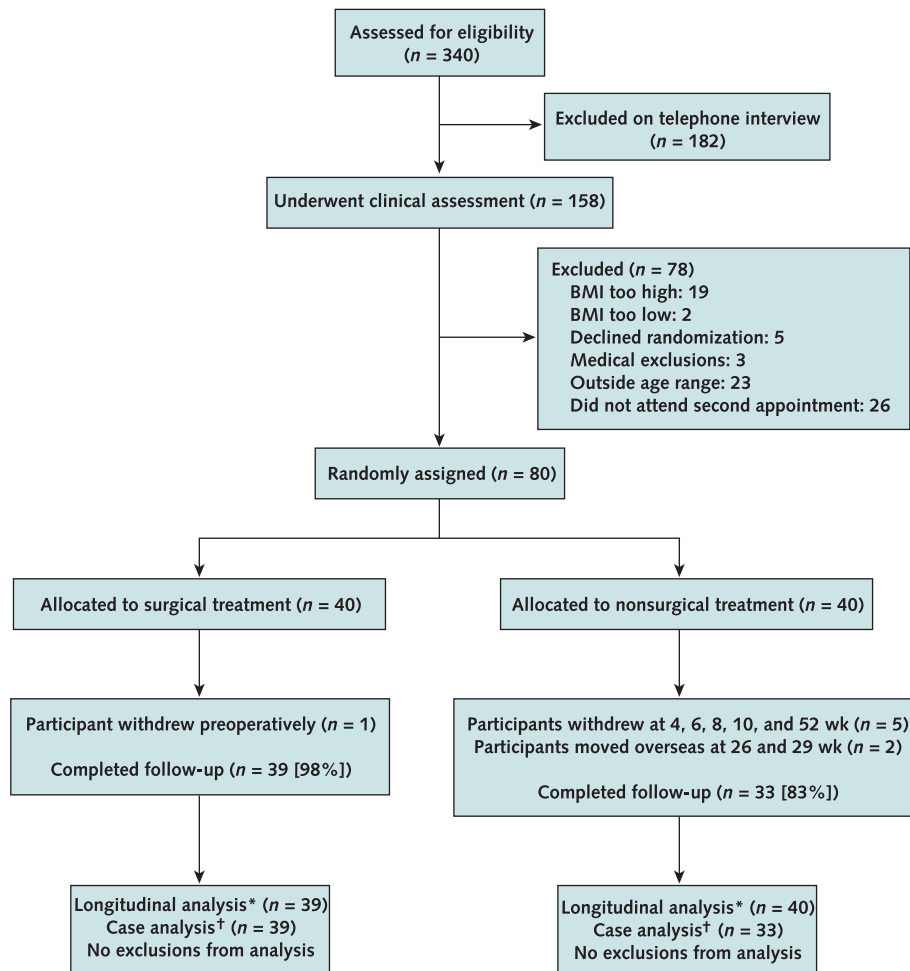 Assessed for eligibility
(n = 340)
Excluded on telephone interview
(n = 182)
Underwent clinical assessment (n = 158)
Excluded (n = 78)
BMI too high: 19
BMI too low: 2
Declined randomization: 5
Medical exclusions: 3
Outside age range: 23
Did not attend second appointment: 26
Randomly assigned (n = 80)
Allocated to surgical treatment (n = 40)
Allocated to nonsurgical treatment (n = 40)
Participant withdrew preoperatively (n = 1)
Completed follow-up (n = 39 [98%])
Participants withdrew at 4, 6, 8, 10, and 52 wk (n = 5)
Participants moved overseas at 26 and 29 wk (n = 2)
Completed follow-up (n = 33 [83%])
Longitudinal analysis* (n = 39)
Case analysis† (n = 39)
No exclusions from analysis
Longitudinal analysis* (n = 40)
Case analysis† (n = 33)
No exclusions from analysis